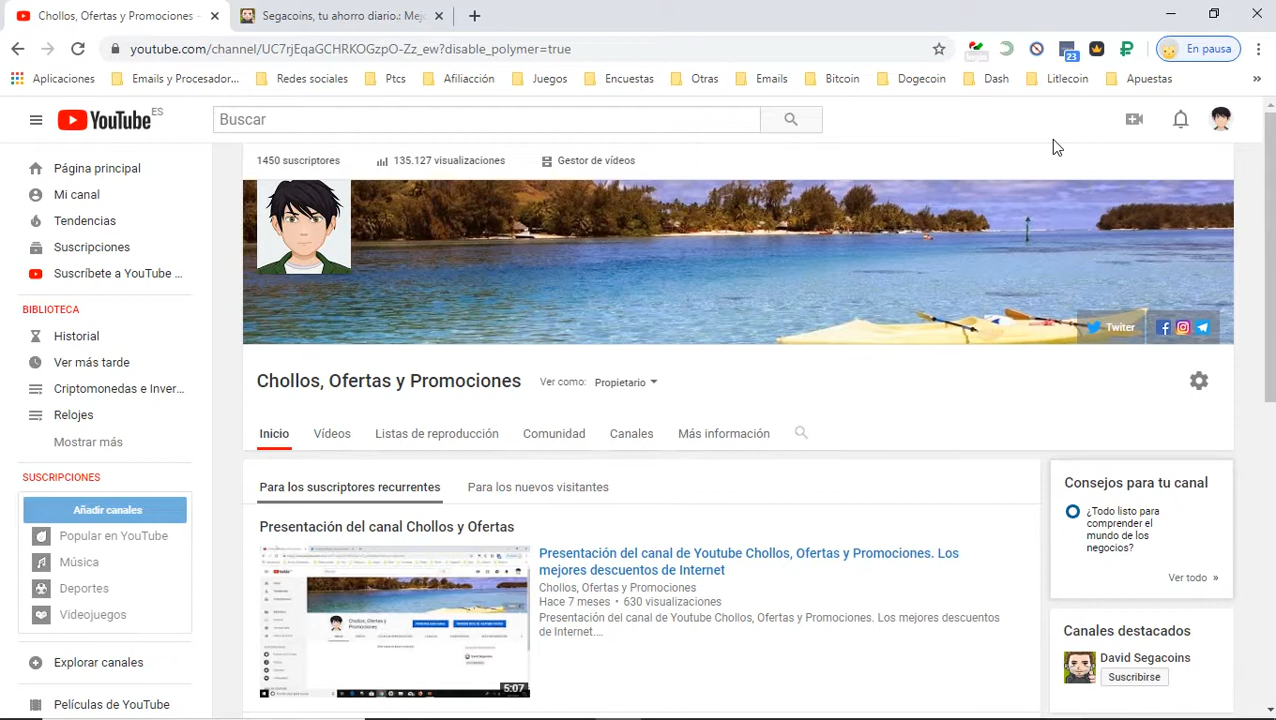 Chollos, Ofertas y Promociones -
Segacoins, tu ahorro diario.: Mejo
youtube.com/channel/UC7rjEqaGCHRKOGzpO-Zz_ew?disable_polymer=true
23
En pausa
Aplicaciones
Emails y Procesador...
Redes sociales
Ptcs
Afiliacción
Juegos
Encuestas
Emails
Bitcoin
Dogecoin
Dash
Litlecoin
Apuestas
»
YouTube ES
Buscar
1450 suscriptores
135.127 visualizaciones
Gestor de vídeos
Página principal
Mi canal
Tendencias
Suscripciones
Suscríbete a YouTube ...
BIBLIOTECA
Historial
Ver más tarde
Criptomonedas e Inver...
Relojes
Mostrar más
SUSCRIPCIONES
Añadir canales
Popular en YouTube
Música
Deportes
Videojuegos
Explorar canales
Películas de YouTube
Twiter
Chollos, Ofertas y Promociones
Ver como: Propietario
Inicio
Vídeos
Listas de reproducción
Comunidad
Canales
Más información
Para los suscriptores recurrentes
Para los nuevos visitantes
Presentación del canal Chollos y Ofertas
Presentación del canal de Youtube Chollos, Ofertas y Promociones. Los
mejores descuentos de Internet
Chollos, Ofertas y Promociones
Hace 7 meses • 630 visualizaciones
Presentación del canal de Youtube Chollos, Ofertas y Promociones. Los mejores descuentos
de Internet....
5:07
Consejos para tu canal
¿Todo listo para
comprender el
mundo de los
negocios?
Ver todo »
Canales destacados
David Segacoins
Suscribirse